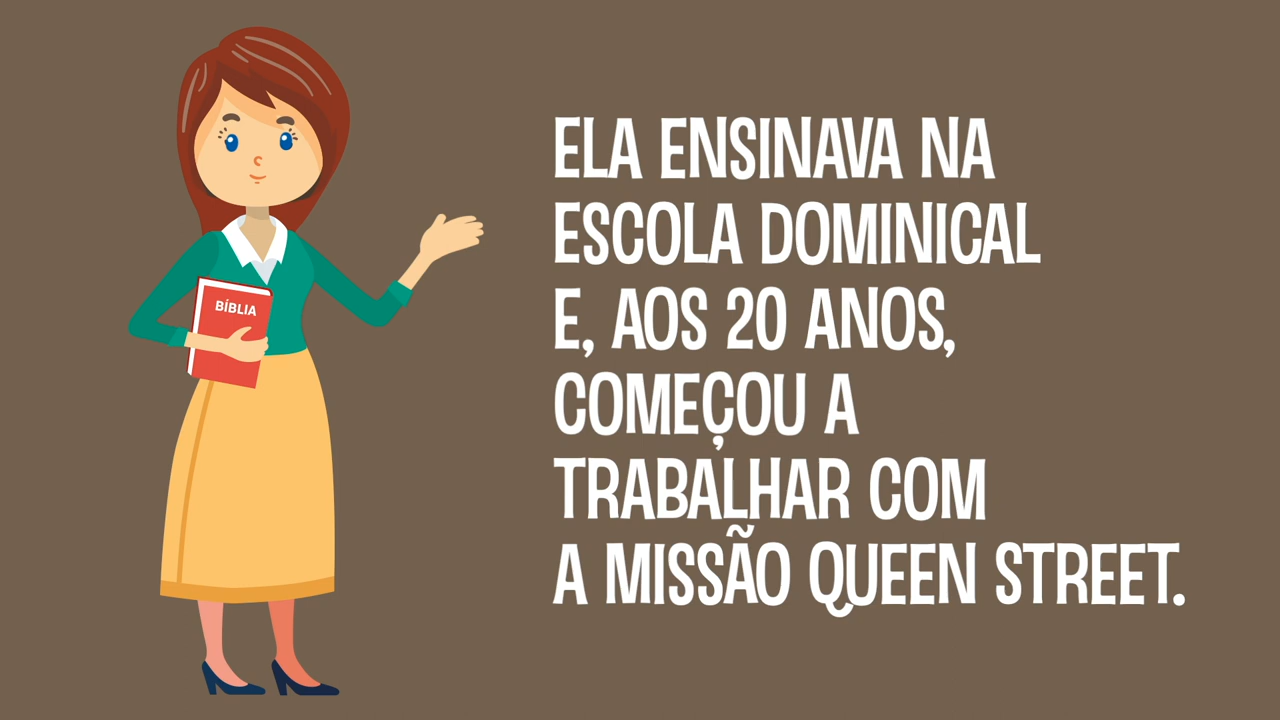 BÍBLIA
ELA ENSINAVA NA
ESCOLA DOMINICAL
E, AOS 20 ANOS,
COMEÇOU A
TRABALHAR COM
A MISSÃO QUEEN STREET.